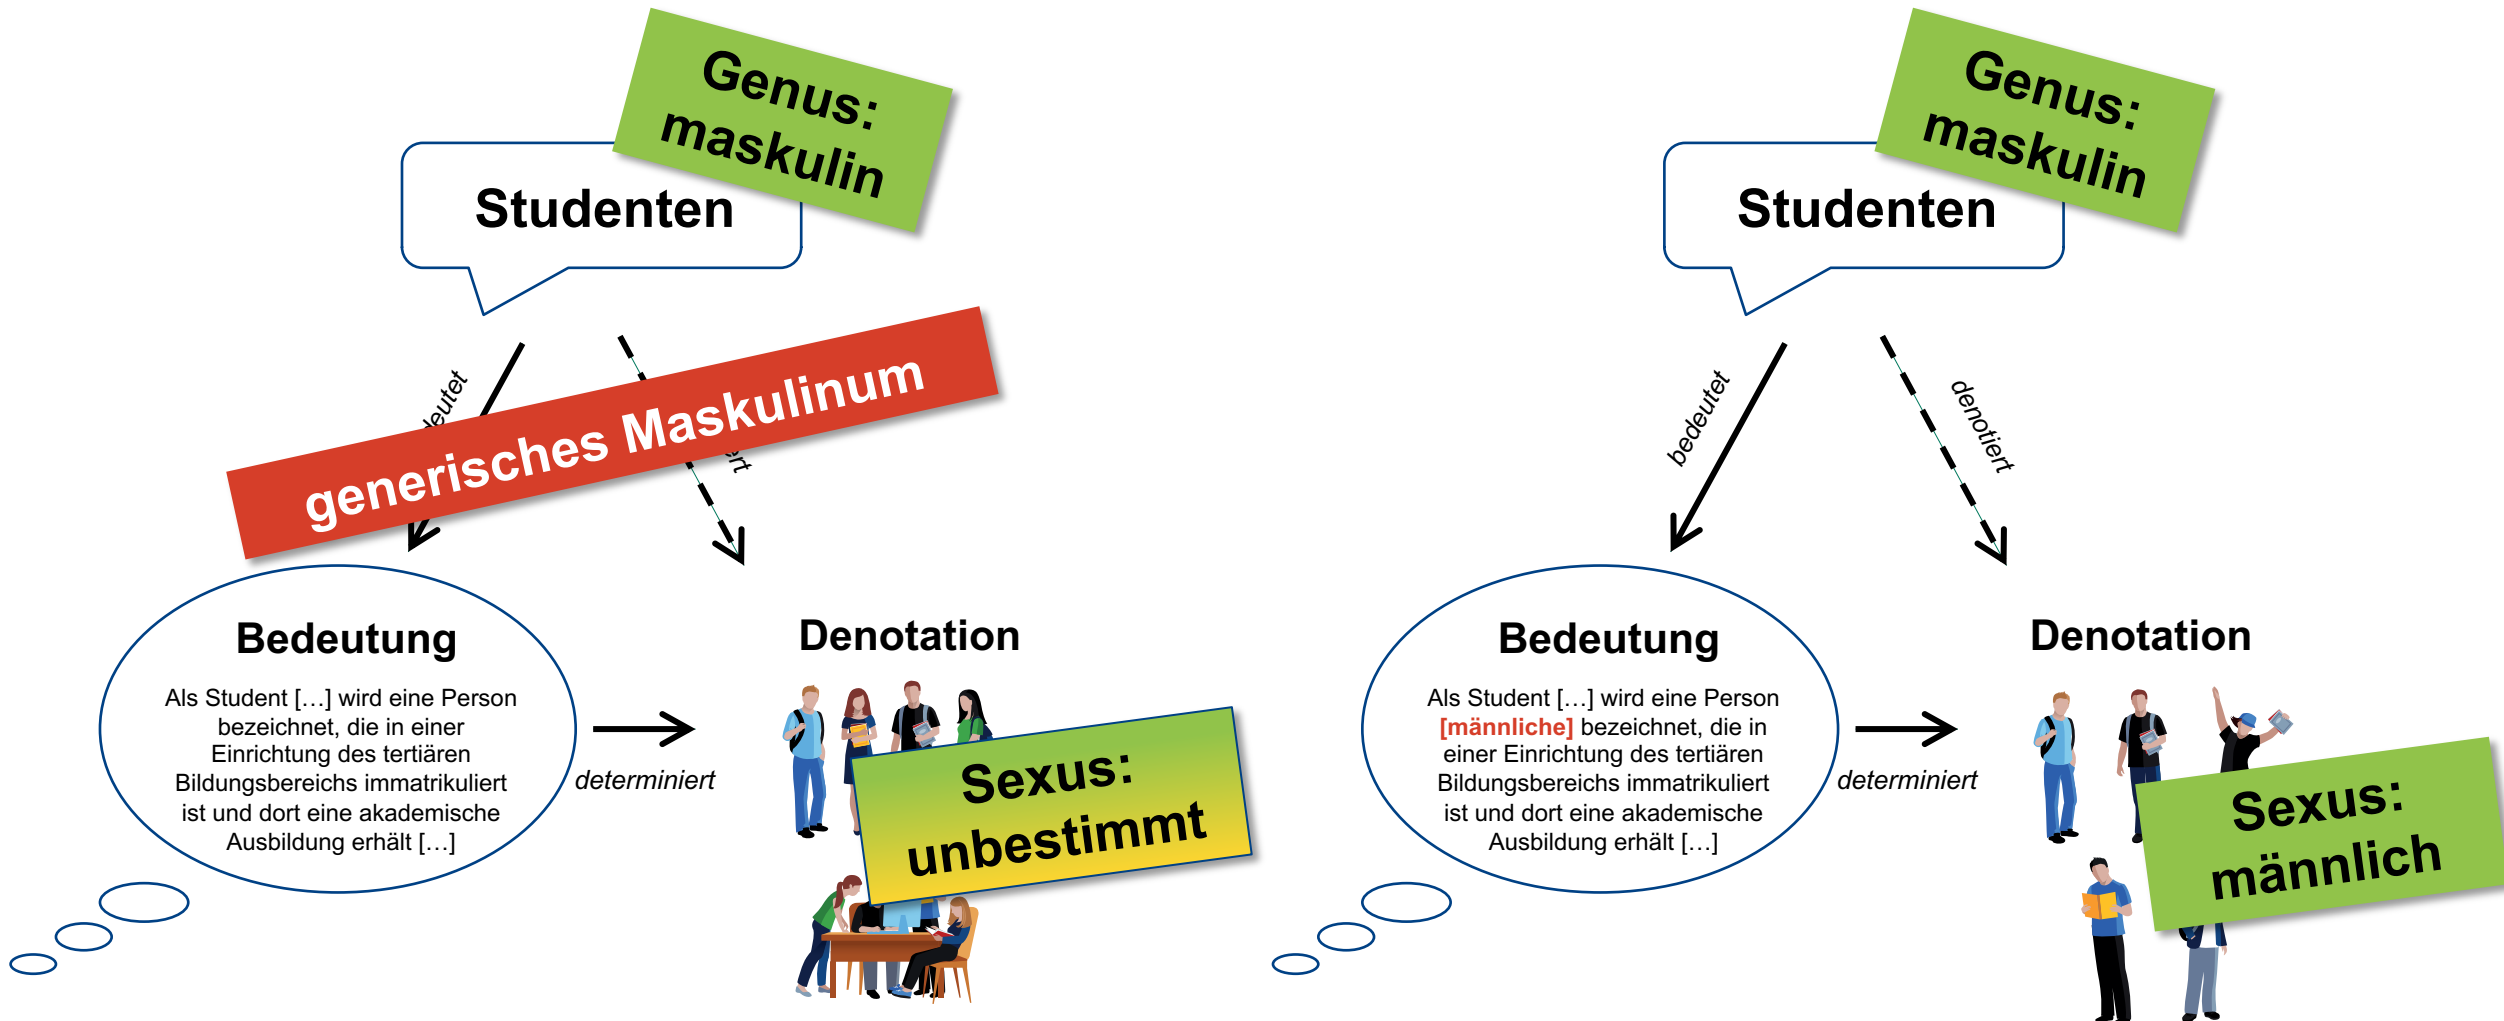 Genus:
maskulin
Studenten
generisches Maskulinum
Bedeutung
Als Student […] wird eine Person
bezeichnet, die in einer
Einrichtung des tertiären
Bildungsbereichs immatrikuliert
ist und dort eine akademische
Ausbildung erhält […]
determiniert
Denotation
Sexus:
unbestimmt
Genus:
maskulin
Studenten
bedeutet
denotiert
Bedeutung
Als Student […] wird eine Person
[männliche] bezeichnet, die in
einer Einrichtung des tertiären
Bildungsbereichs immatrikuliert
ist und dort eine akademische
Ausbildung erhält […]
determiniert
Denotation
Sexus:
männlich